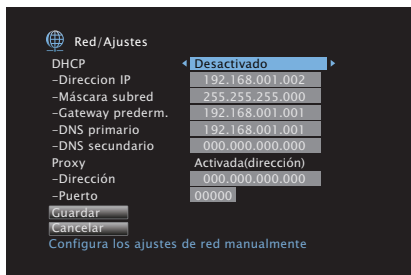 Red/Ajustes
DHCP Desactivado
-Direccion IP 192.168.001.002
-Máscara subred 255.255.255.000
-Gateway prederm. 192.168.001.001
-DNS primario 192.168.001.001
-DNS secundario 000.000.000.000
Proxy Activada(dirección)
-Dirección 000.000.000.000
-Puerto 00000
Guardar
Cancelar
Configura los ajustes de red manualmente